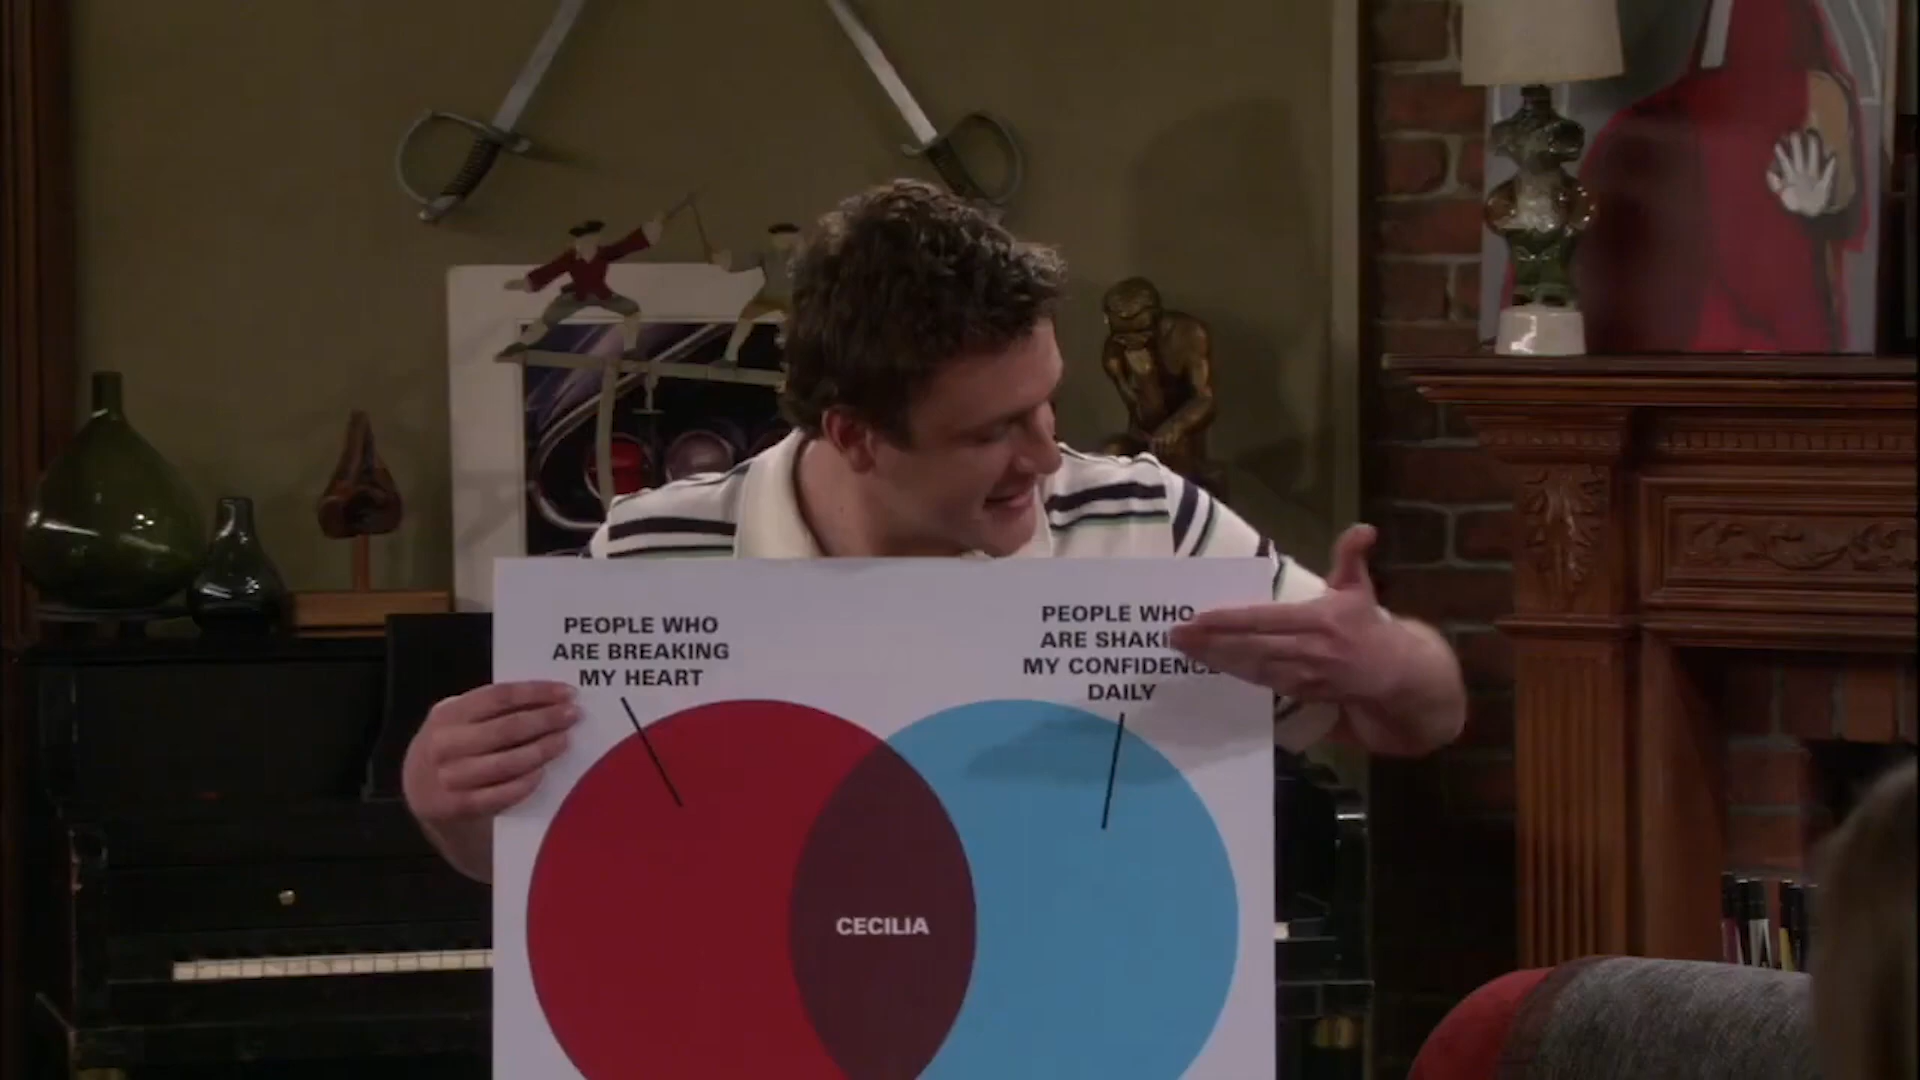 PEOPLE WHO
ARE BREAKING
MY HEART
PEOPLE WHO
ARE
MY CONFIDENCE
DAILY
CECILIA